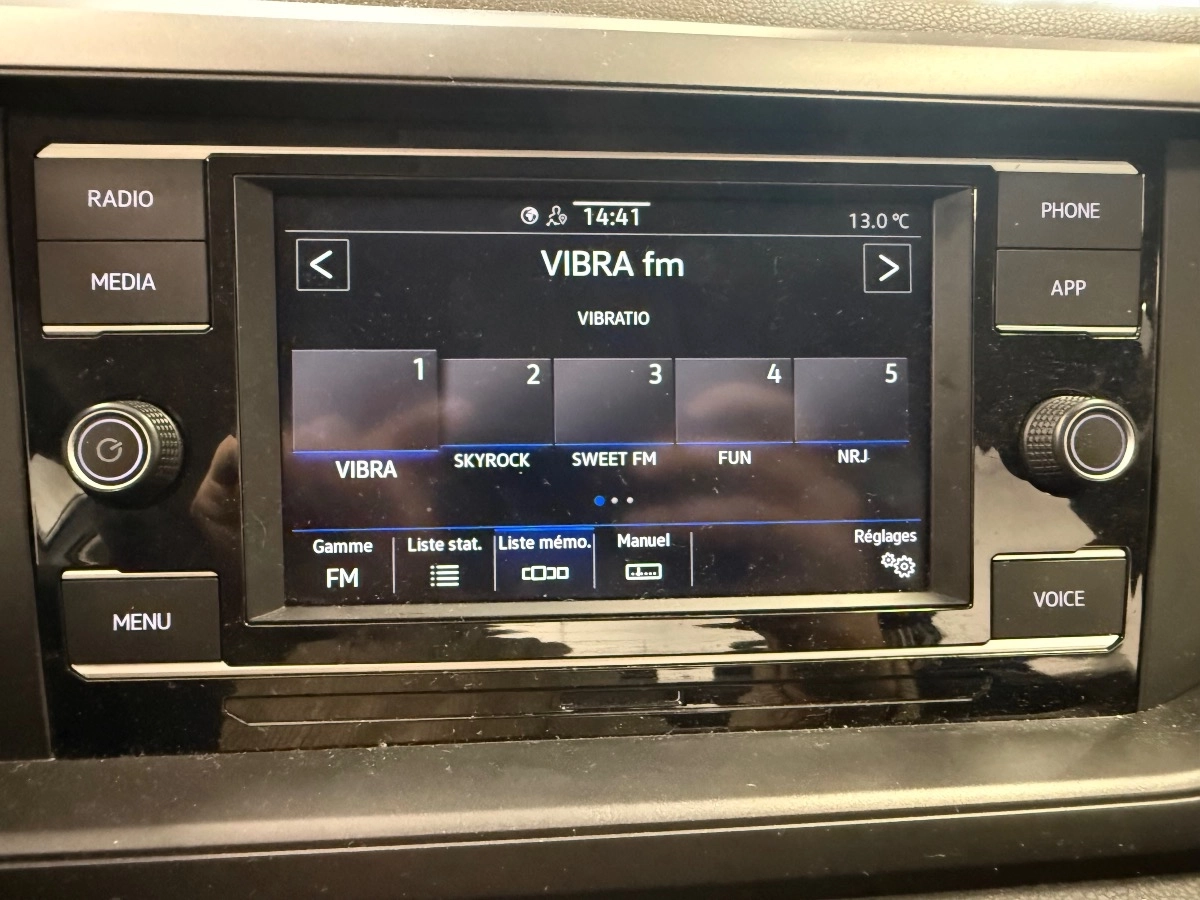 RADIO
MEDIA
MENU
14:41
13.0 °C
<
VIBRA fm
>
VIBRATIO
1
2
3
4
5
VIBRA
SKYROCK
SWEET FM
FUN
NRJ
Gamme
FM
Liste stat.
Liste mémo.
Manuel
Réglages
PHONE
APP
VOICE